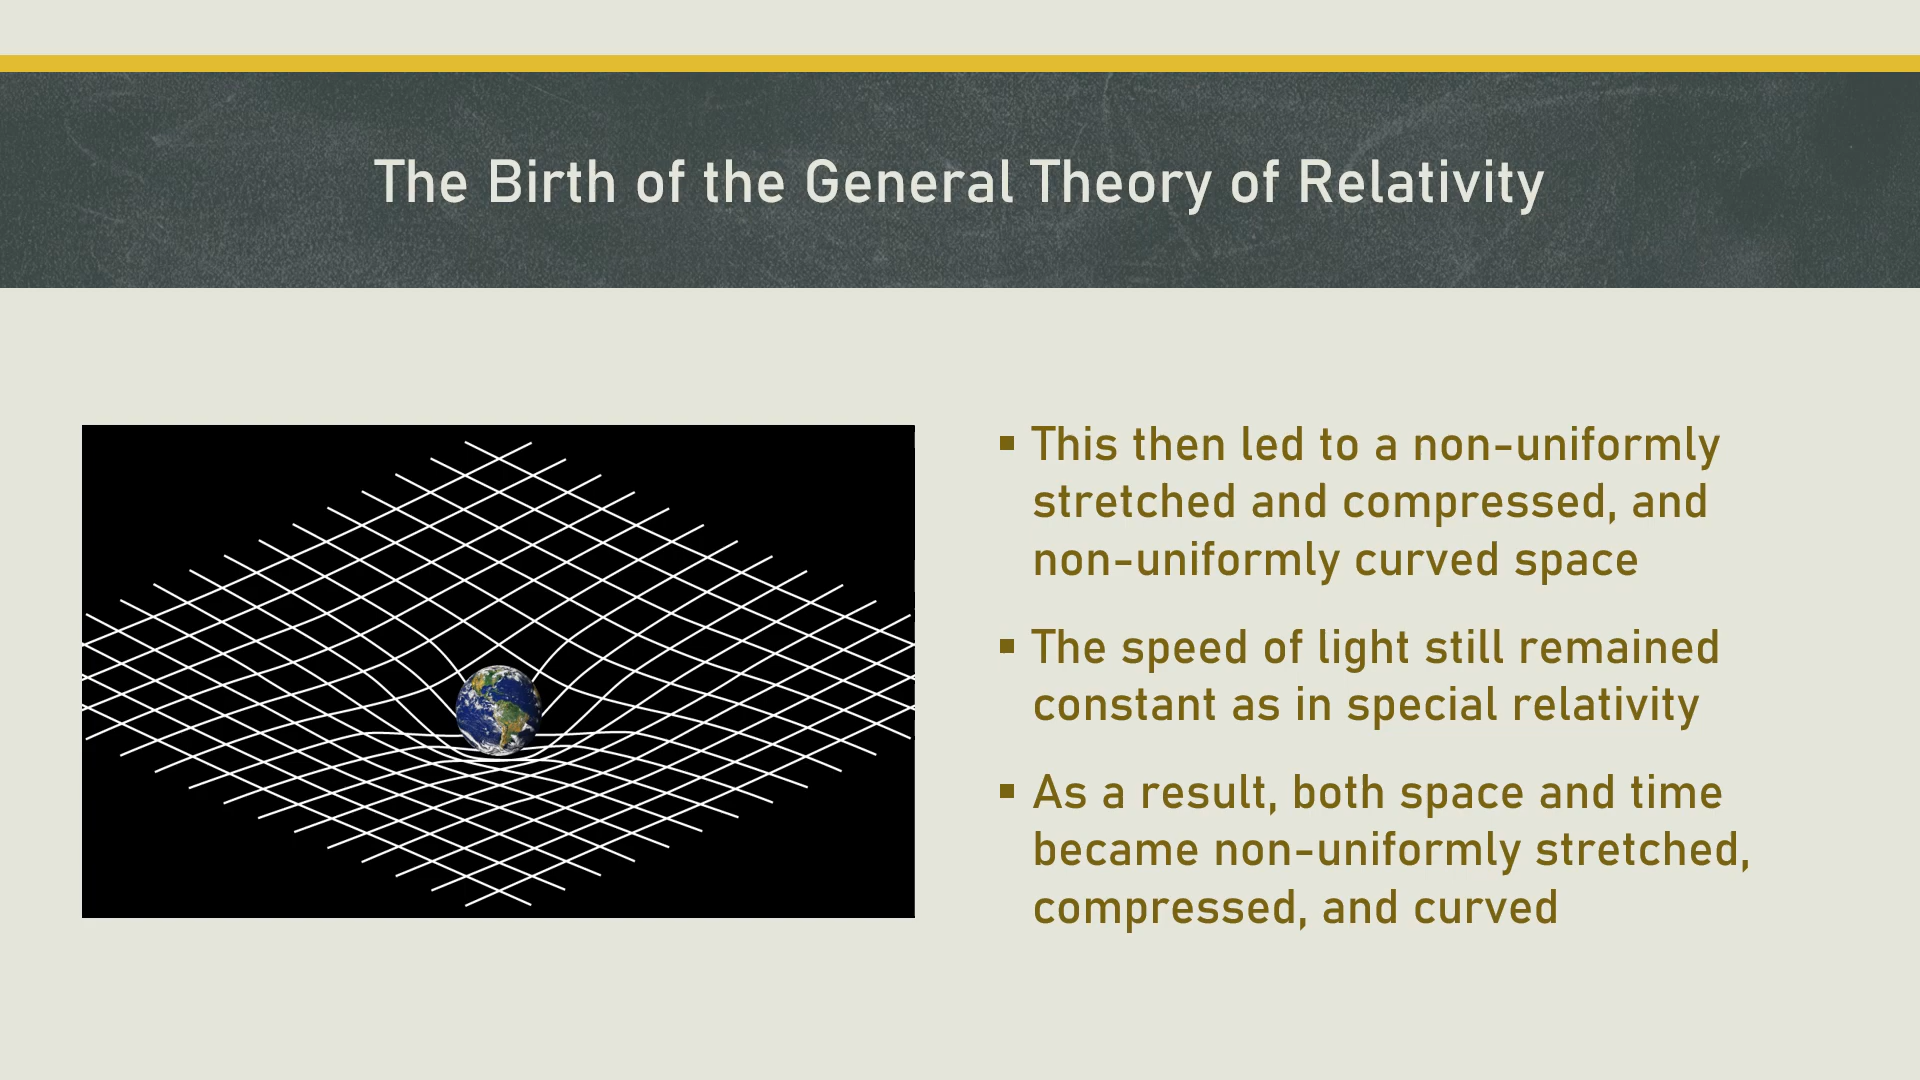 The Birth of the General Theory of Relativity
▪ This then led to a non-uniformly
stretched and compressed, and
non-uniformly curved space
▪ The speed of light still remained
constant as in special relativity
▪ As a result, both space and time
became non-uniformly stretched,
compressed, and curved